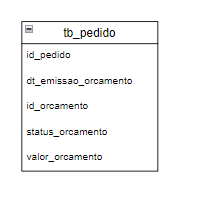 tb_pedido
id_pedido
dt_emissao_orcamento
id_orcamento
status_orcamento
valor_orcamento